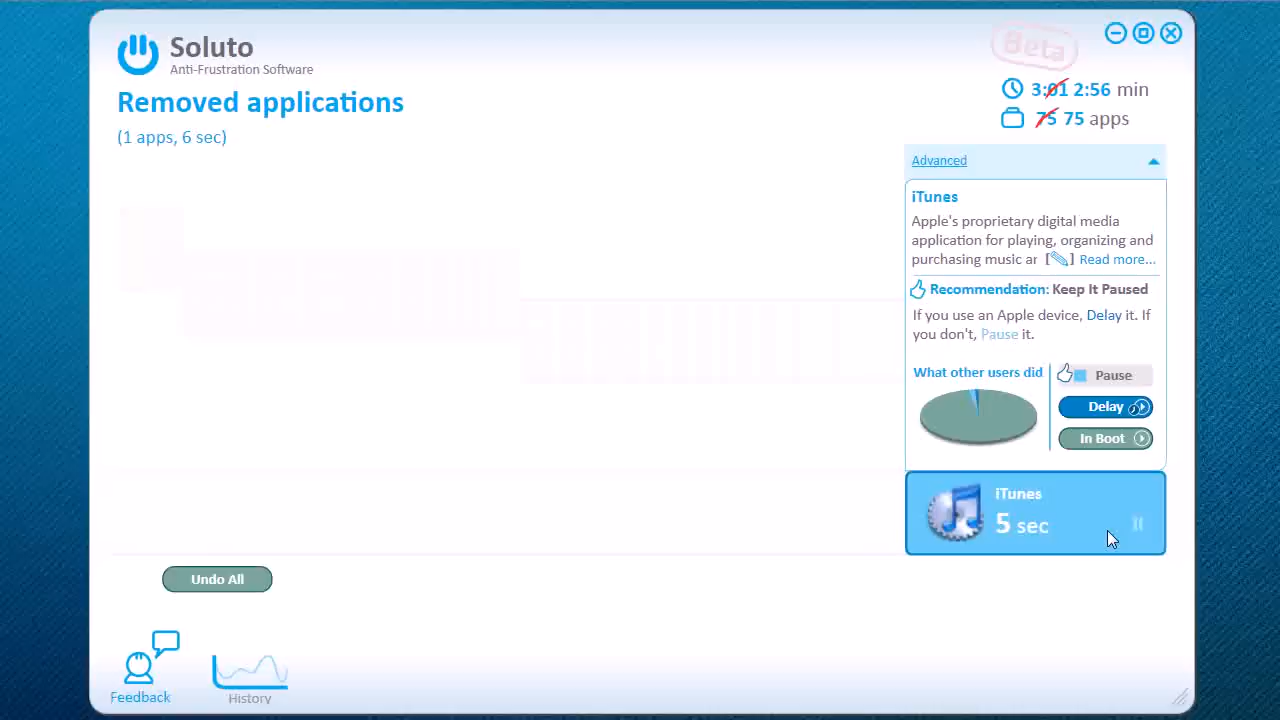 Soluto
Anti-Frustration Software
Beta
Removed applications
(1 apps, 6 sec)
3:01 2:56 min
75 75 apps
Advanced
iTunes
Apple's proprietary digital media
application for playing, organizing and
purchasing music ar [ ] Read more...
Recommendation: Keep It Paused
If you use an Apple device, Delay it. If
you don't, Pause it.
What other users did
Pause
Delay
In Boot
iTunes
5 sec
Undo All
Feedback
History